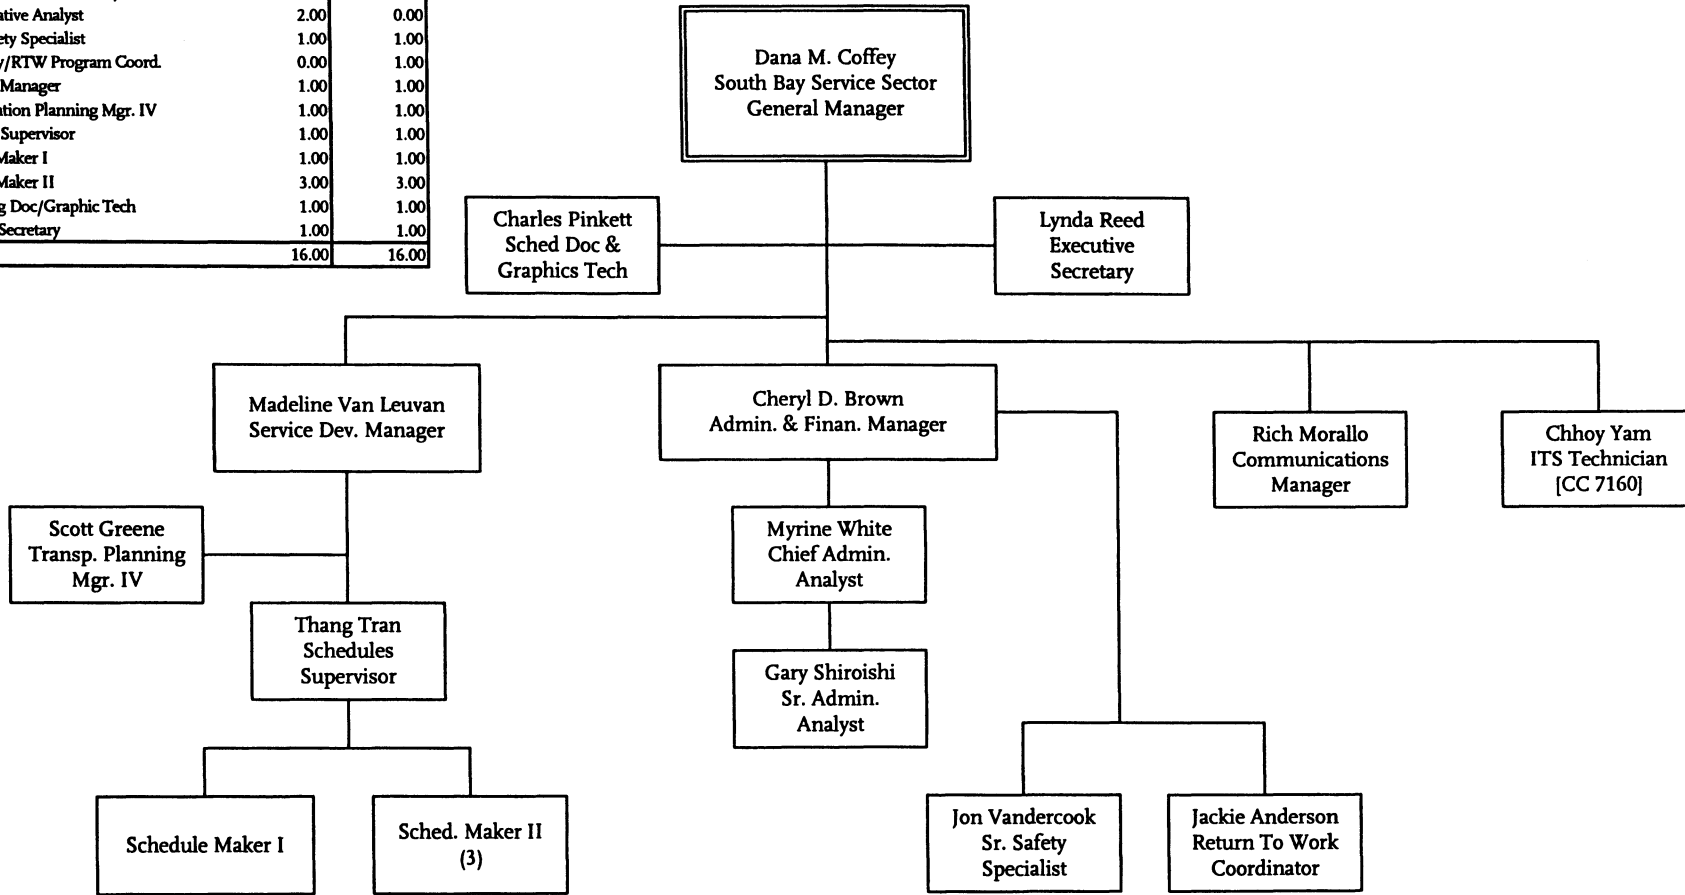 ative Analyst 2.00 0.00
ety Specialist 1.00 1.00
y/RTW Program Coord. 0.00 1.00
Manager 1.00 1.00
ation Planning Mgr. IV 1.00 1.00
Supervisor 1.00 1.00
Maker I 1.00 1.00
Maker II 3.00 3.00
g Doc/Graphic Tech 1.00 1.00
Secretary 1.00 1.00
16.00 16.00
Dana M. Coffey
South Bay Service Sector
General Manager
Charles Pinkett
Sched Doc &
Graphics Tech
Lynda Reed
Executive
Secretary
Madeline Van Leuvan
Service Dev. Manager
Cheryl D. Brown
Admin. & Finan. Manager
Rich Morallo
Communications
Manager
Chhoy Yam
ITS Technician
[CC 7160]
Scott Greene
Transp. Planning
Mgr. IV
Myrine White
Chief Admin.
Analyst
Thang Tran
Schedules
Supervisor
Gary Shiroishi
Sr. Admin.
Analyst
Schedule Maker I
Sched. Maker II
(3)
Jon Vandercook
Sr. Safety
Specialist
Jackie Anderson
Return To Work
Coordinator